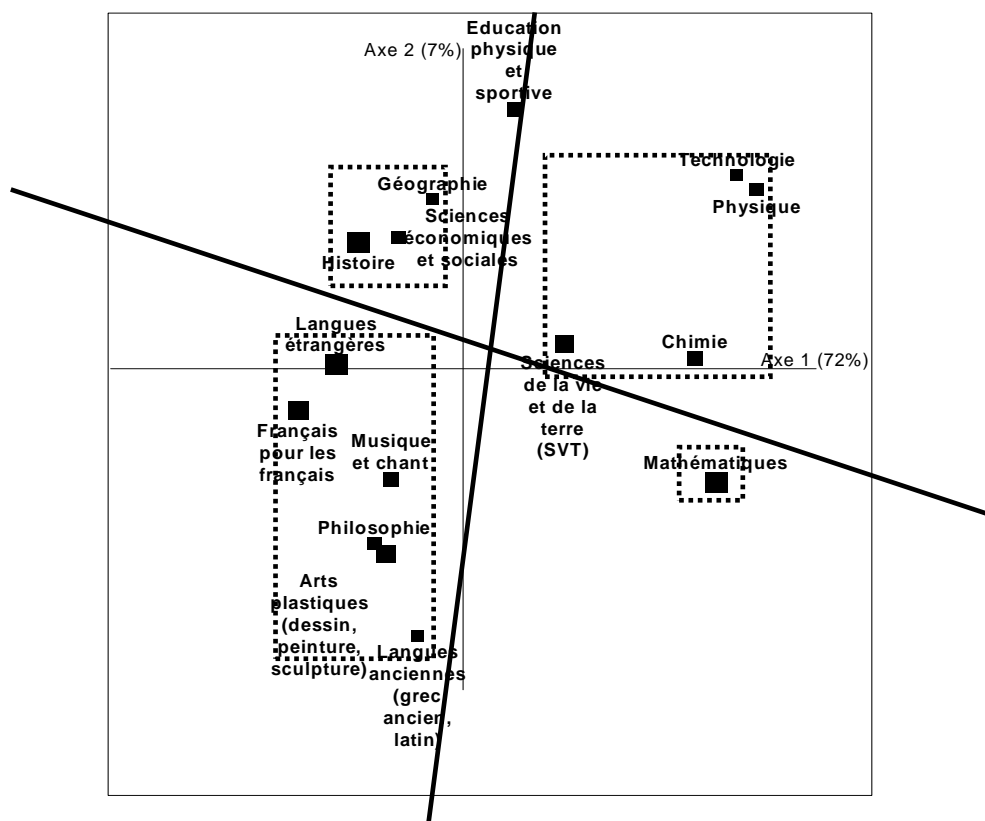 Education
physique
et
sportive
Axe 2 (7%)
Technologie
Physique
Géographie
Sciences
économiques
et sociales
Histoire
Langues
étrangères
Chimie
Axe 1 (72%)
Sciences
de la vie
et de la
terre
(SVT)
Français
pour les
français
Musique
et chant
Mathématiques
Philosophie
Arts
plastiques
(dessin,
peinture,
sculpture)
Langues
anciennes
(grec
ancien,
latin)